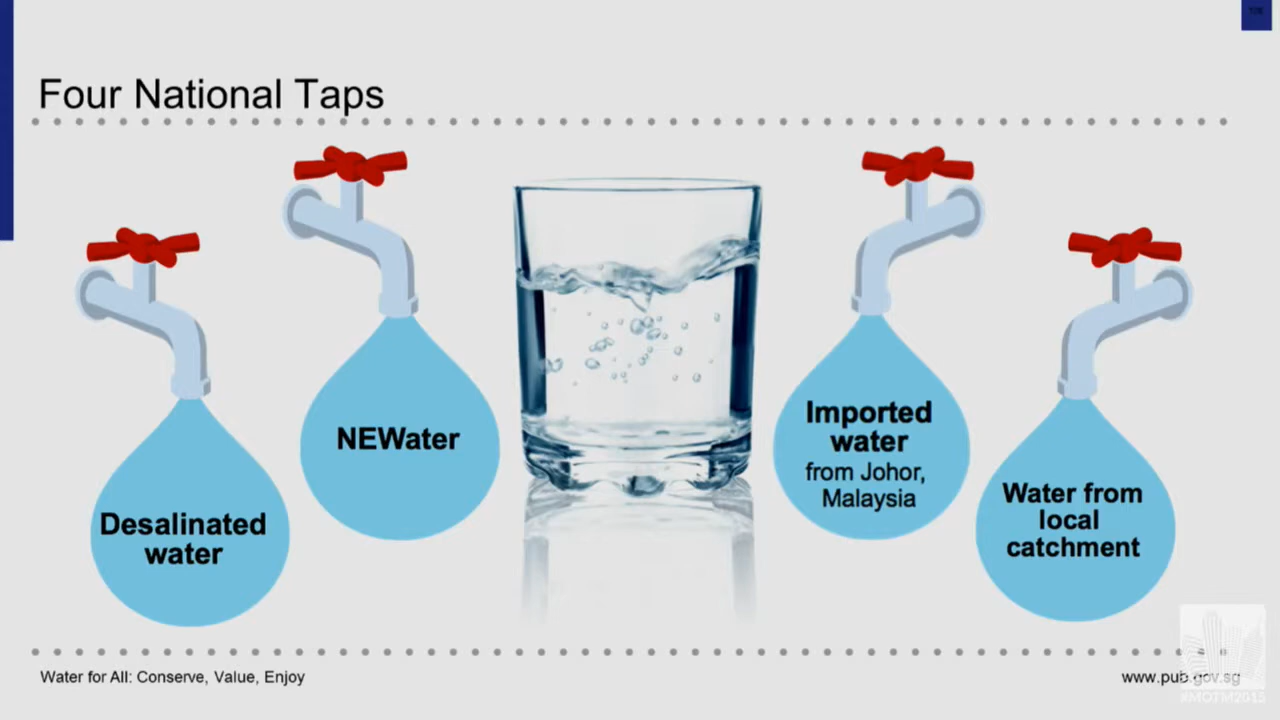 Four National Taps
NEWater
Imported
water
from Johor,
Malaysia
Desalinated
water
Water from
local
catchment
Water for All: Conserve, Value, Enjoy
www.pub.gov.sg
#MOTM2015